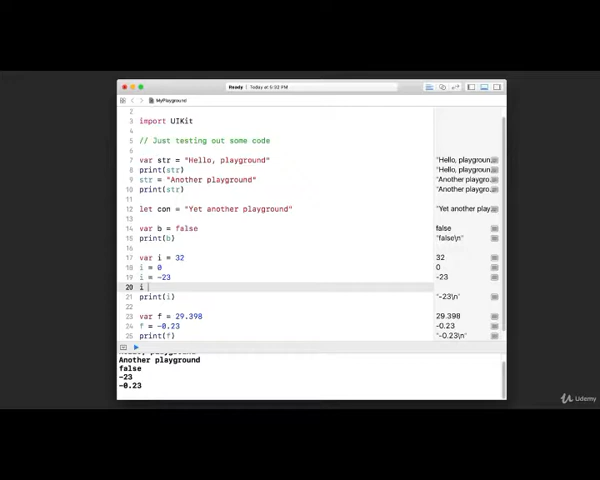 Ready | Today at 5:32 PM
MyPlayground
2
3 import UIKit
4
5 // Just testing out some code
6
7 var str = "Hello, playground" "Hello, playgroun
8 print(str) "Hello, playgroun
9 str = "Another playground" "Another playgro
10 print(str) "Another playgro
11
12 let con = "Yet another playground" "Yet another play
13
14 var b = false false
15 print(b) "false\n"
16
17 var i = 32 32
18 i = 0 0
19 i = -23 -23
20 i
21 print(i) "-23\n"
22
23 var f = 29.398 29.398
24 f = -0.23 -0.23
25 print(f) "-0.23\n"
Another playground
false
-23
-0.23
Udemy